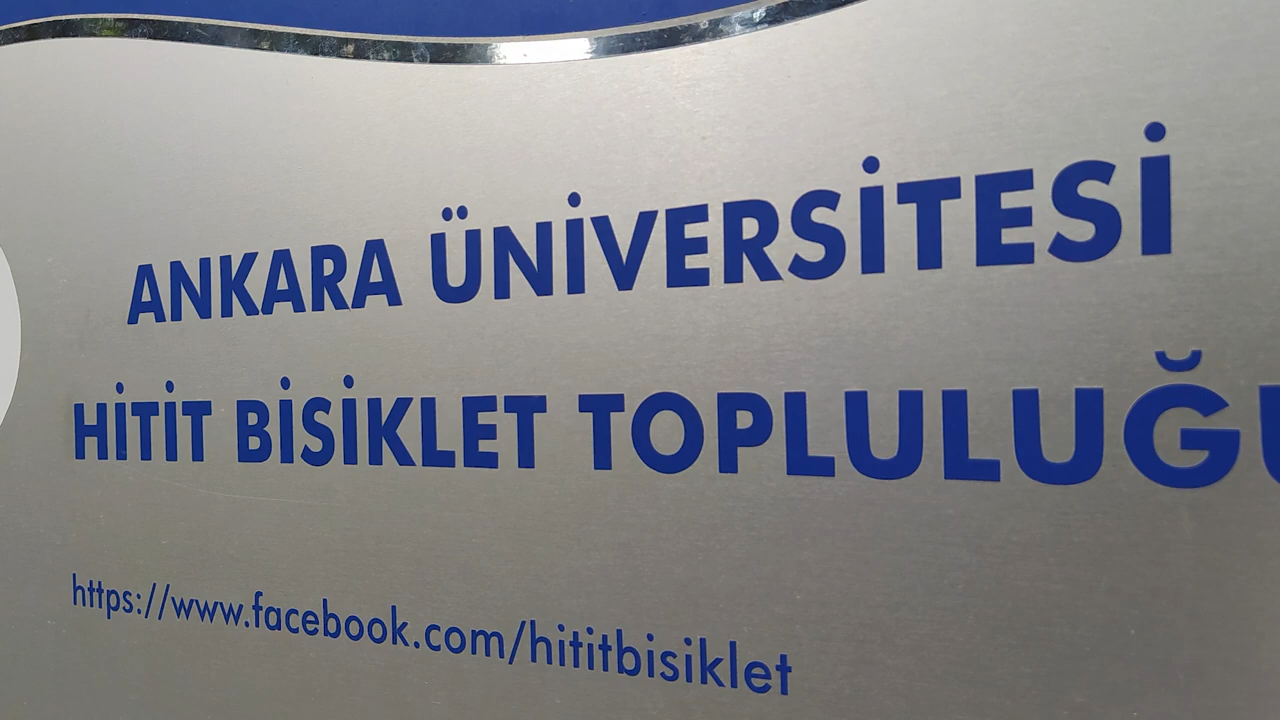 ANKARA ÜNİVERSİTESİ
HİTİT BİSİKLET TOPLULUĞU
https://www.facebook.com/hititbisiklet